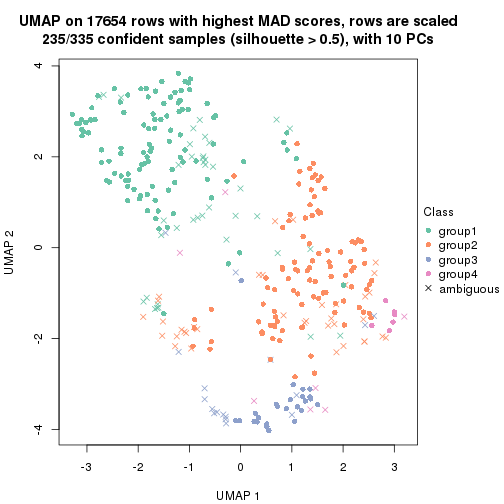 UMAP on 17654 rows with highest MAD scores, rows are scaled
235/335 confident samples (silhouette > 0.5), with 10 PCs
4
2
0
-2
-4
UMAP 2
-3 -2 -1 0 1 2 3
UMAP 1
Class
group1
group2
group3
group4
ambiguous